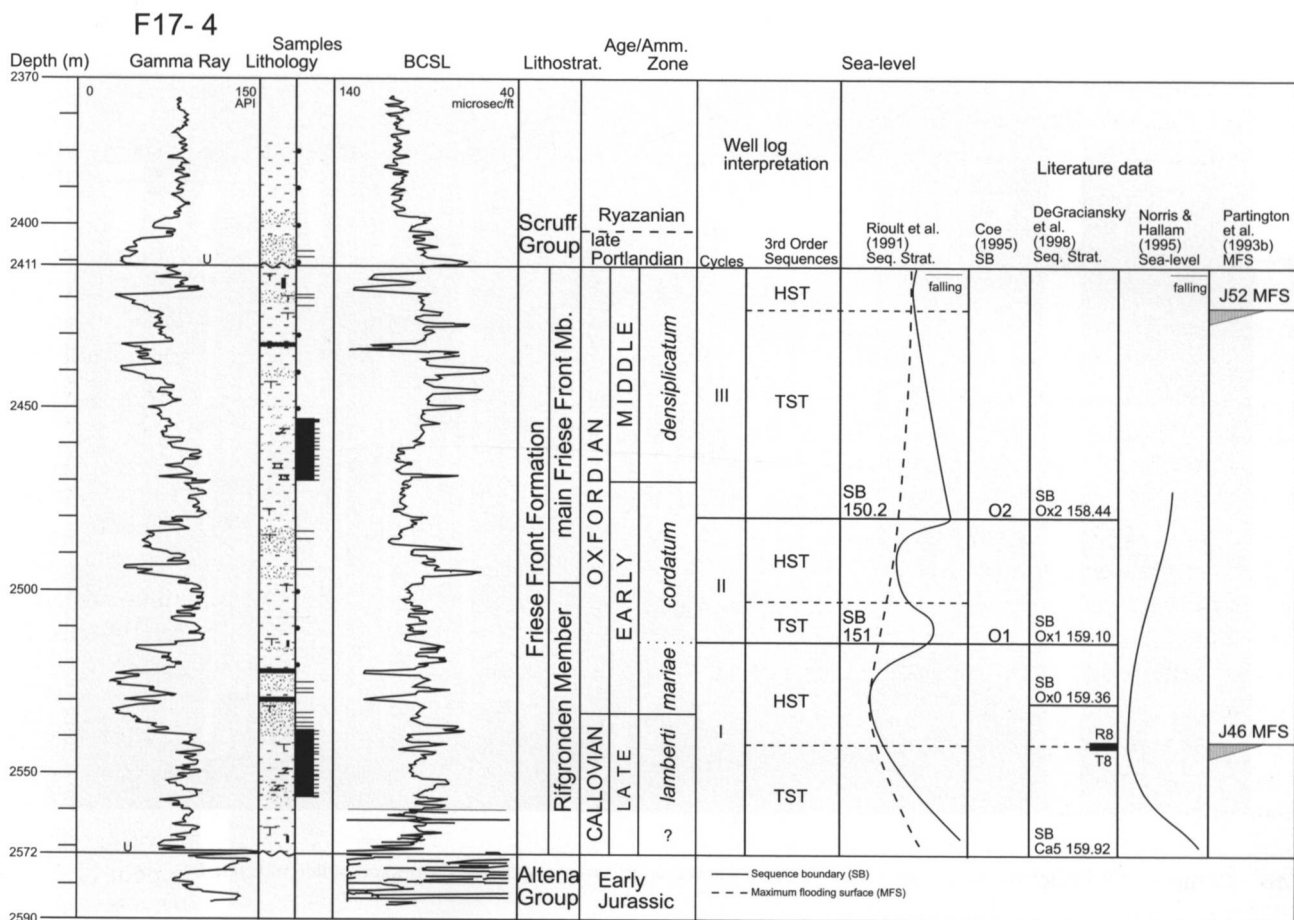 F17- 4
Depth (m)
Gamma Ray
Samples
Lithology
BCSL
Lithostrat.
Age/Amm.
Zone
Sea-level
2370
0
150
API
140
40
microsec/ft
Well log
interpretation
Literature data
2400
Scruff
Group
Ryazanian
late
Portlandian
Cycles
3rd Order
Sequences
Rioult et al.
(1991)
Seq. Strat.
Coe
(1995)
SB
DeGraciansky
et al.
(1998)
Seq. Strat.
Norris &
Hallam
(1995)
Sea-level
Partington
et al.
(1993b)
MFS
U
2411
falling
falling
HST
J52 MFS
2450
Friese Front Formation
main Friese Front Mb.
OXFORDIAN
MIDDLE
densiplicatum
III
TST
SB
150.2
O2
SB
Ox2 158.44
EARLY
cordatum
II
HST
2500
TST
SB
151
O1
SB
Ox1 159.10
Rifgronden Member
mariae
I
HST
SB
Ox0 159.36
CALLOVIAN
LATE
lamberti
R8
T8
J46 MFS
2550
TST
?
SB
Ca5 159.92
U
2572
Altena
Group
Early
Jurassic
Sequence boundary (SB)
Maximum flooding surface (MFS)
2590